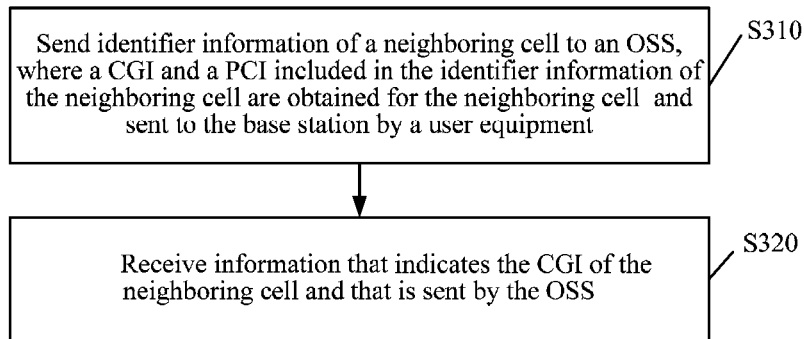 Send identifier information of a neighboring cell to an OSS,
where a CGI and a PCI included in the identifier information of
the neighboring cell are obtained for the neighboring cell and
sent to the base station by a user equipment
S310
Receive information that indicates the CGI of the
neighboring cell and that is sent by the OSS
S320